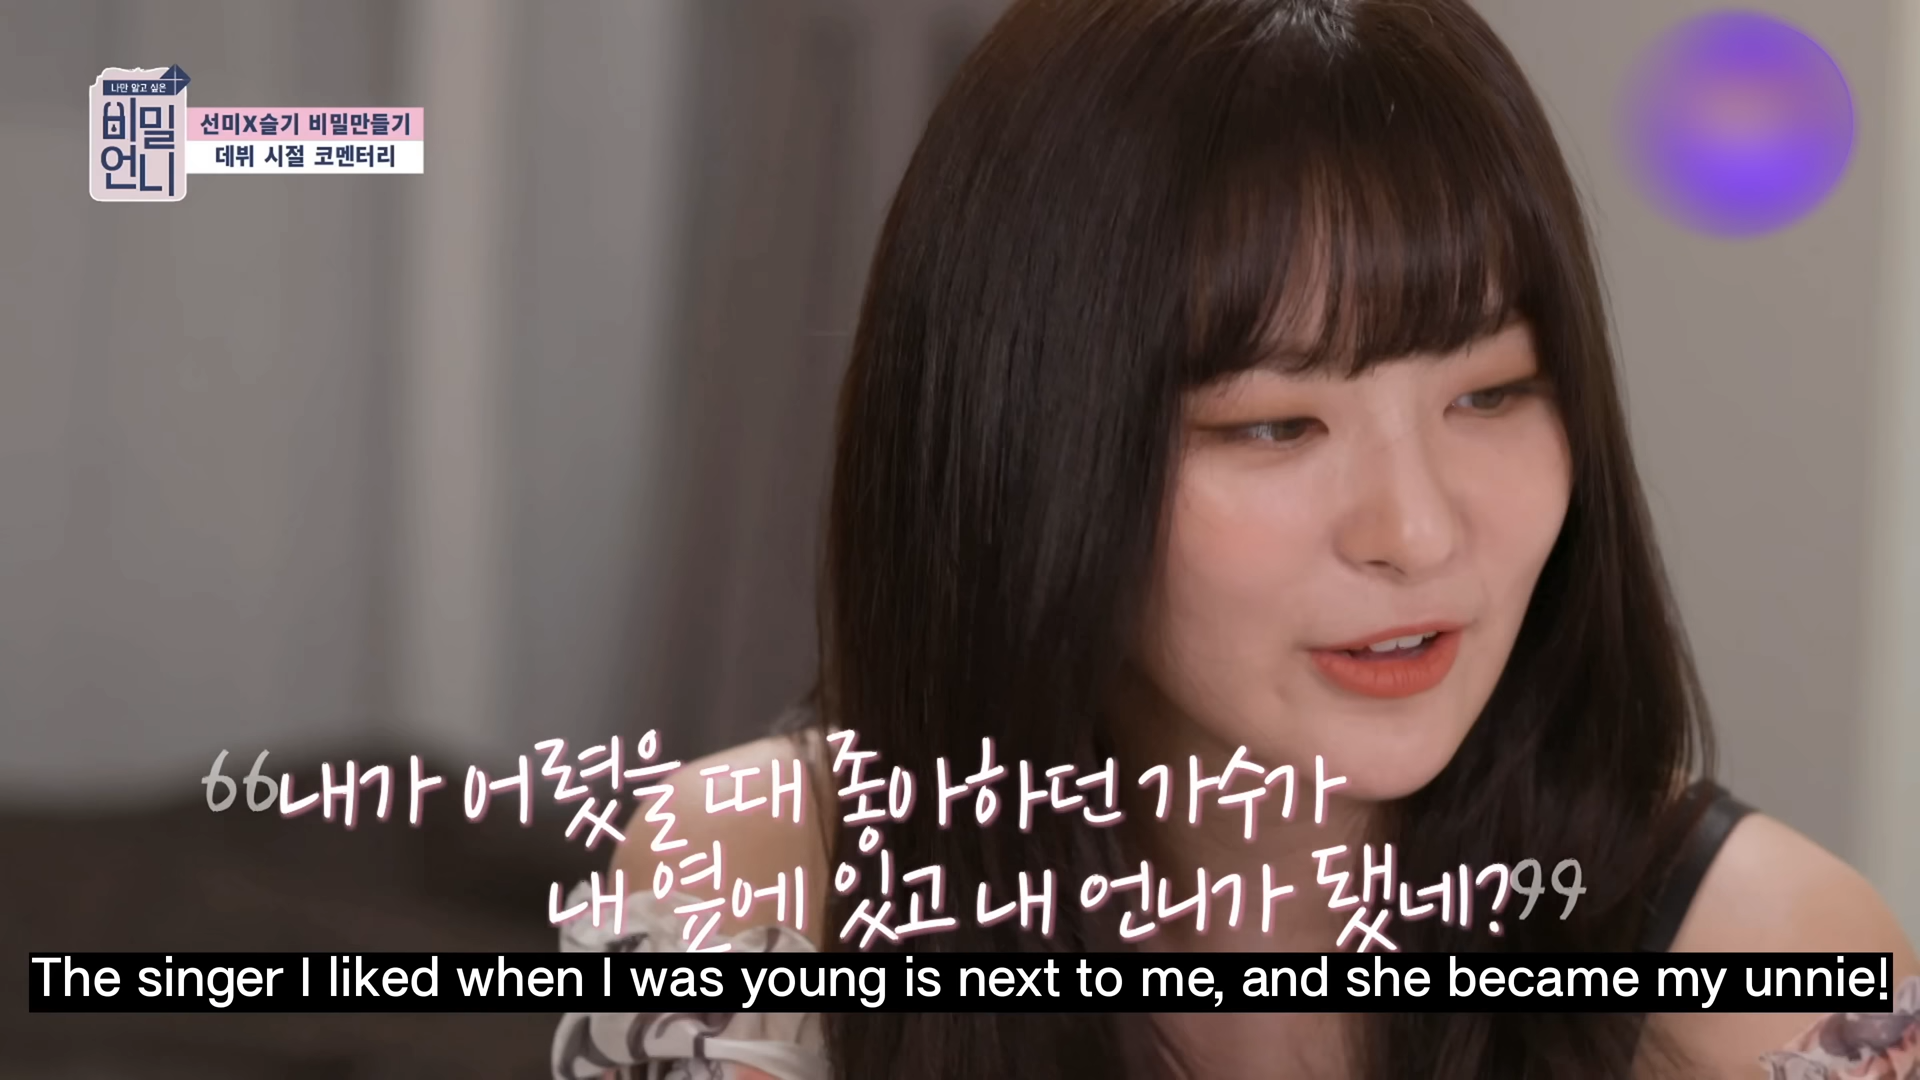 나만 알고 싶은
비밀
언니
선미X슬기 비밀만들기
데뷔 시절 코멘터리
“내가 어렸을 때 좋아하던 가수가
내 옆에 있고 내 언니가 됐네?”
The singer I liked when I was young is next to me, and she became my unnie!